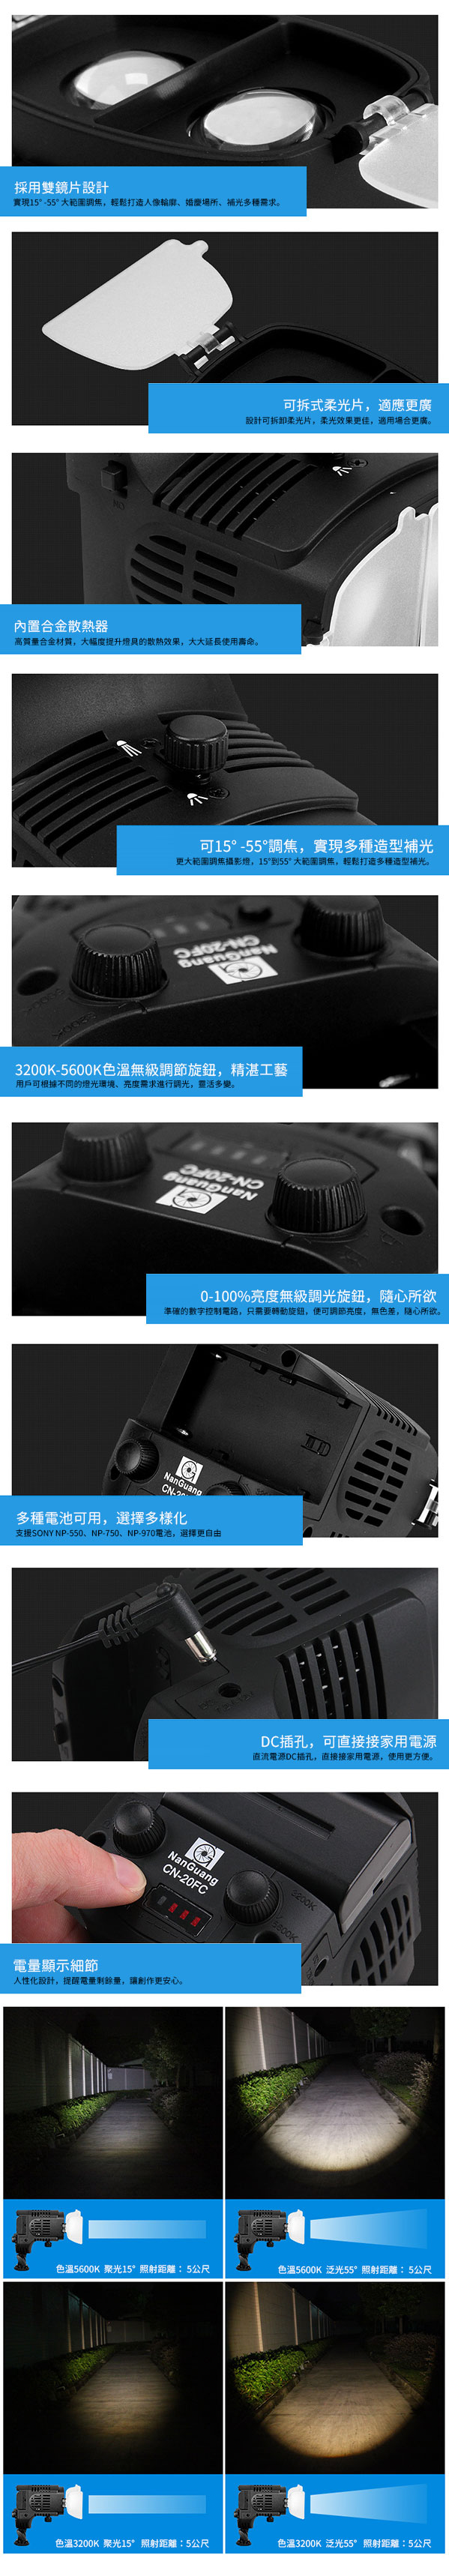 採用雙鏡片設計
實現15° -55° 大範圍調焦，輕鬆打造人像輪廓、婚慶場所、補光多種需求。
可拆式柔光片，適應更廣
設計可拆卸柔光片，柔光效果更佳，適用場合更廣。
內置合金散熱器
高質量合金材質，大幅度提升燈具的散熱效果，大大延長使用壽命。
可15° -55°調焦，實現多種造型補光
更大範圍調焦攝影燈，15°到55° 大範圍調焦，輕鬆打造多種造型補光。
NanGuang
CN-20FC
3200K-5600K色溫無級調節旋鈕，精湛工藝
用戶可根據不同的燈光環境、亮度需求進行調光，靈活多變。
NanGuang
CN-20FC
0-100%亮度無級調光旋鈕，隨心所欲
準確的數字控制電路，只需要轉動旋鈕，便可調節亮度，無色差，隨心所欲。
NanGuang
CN-20
多種電池可用，選擇多樣化
支援SONY NP-550、NP-750、NP-970電池，選擇更自由
DC插孔，可直接接家用電源
直流電源DC插孔，直接接家用電源，使用更方便。
NanGuang
CN-20FC
3200K
5600K
電量顯示細節
人性化設計，提醒電量剩餘量，讓創作更安心。
色溫5600K 聚光15° 照射距離：5公尺
色溫5600K 泛光55° 照射距離：5公尺
色溫3200K 聚光15° 照射距離：5公尺
色溫3200K 泛光55° 照射距離：5公尺